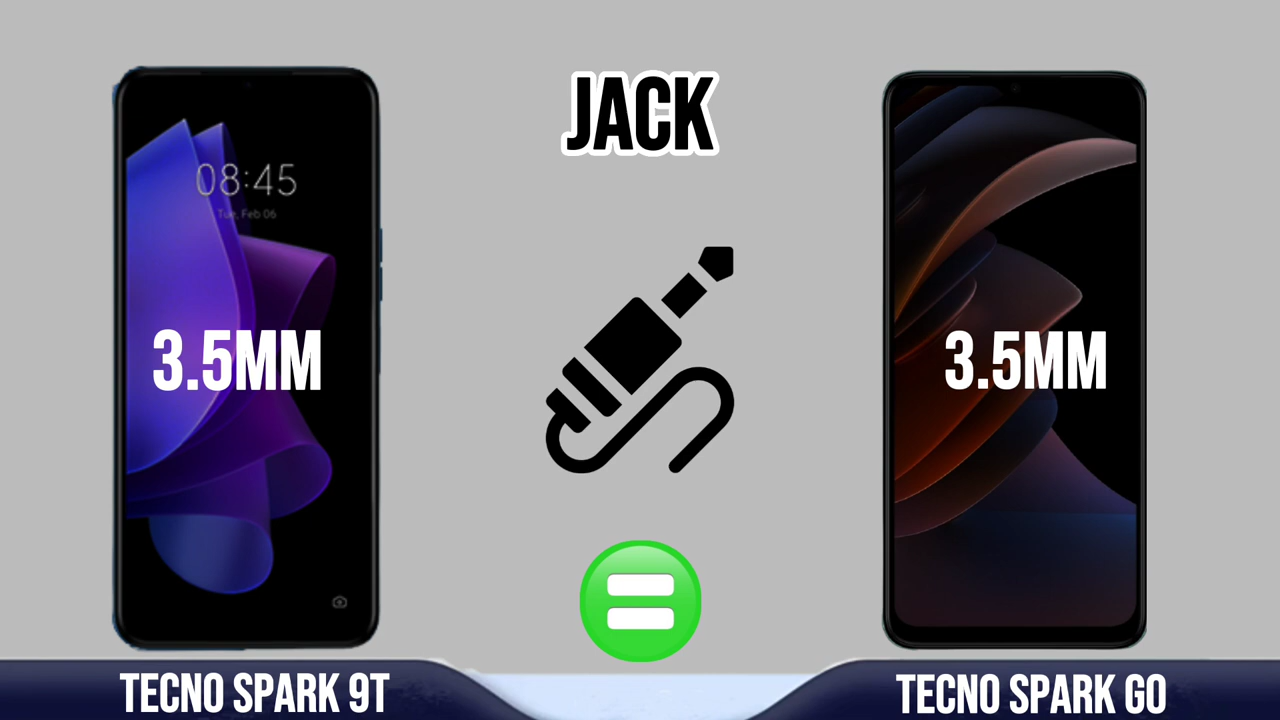 JACK
08:45
Tue, Feb 06
3.5MM
3.5MM
TECNO SPARK 9T
TECNO SPARK GO